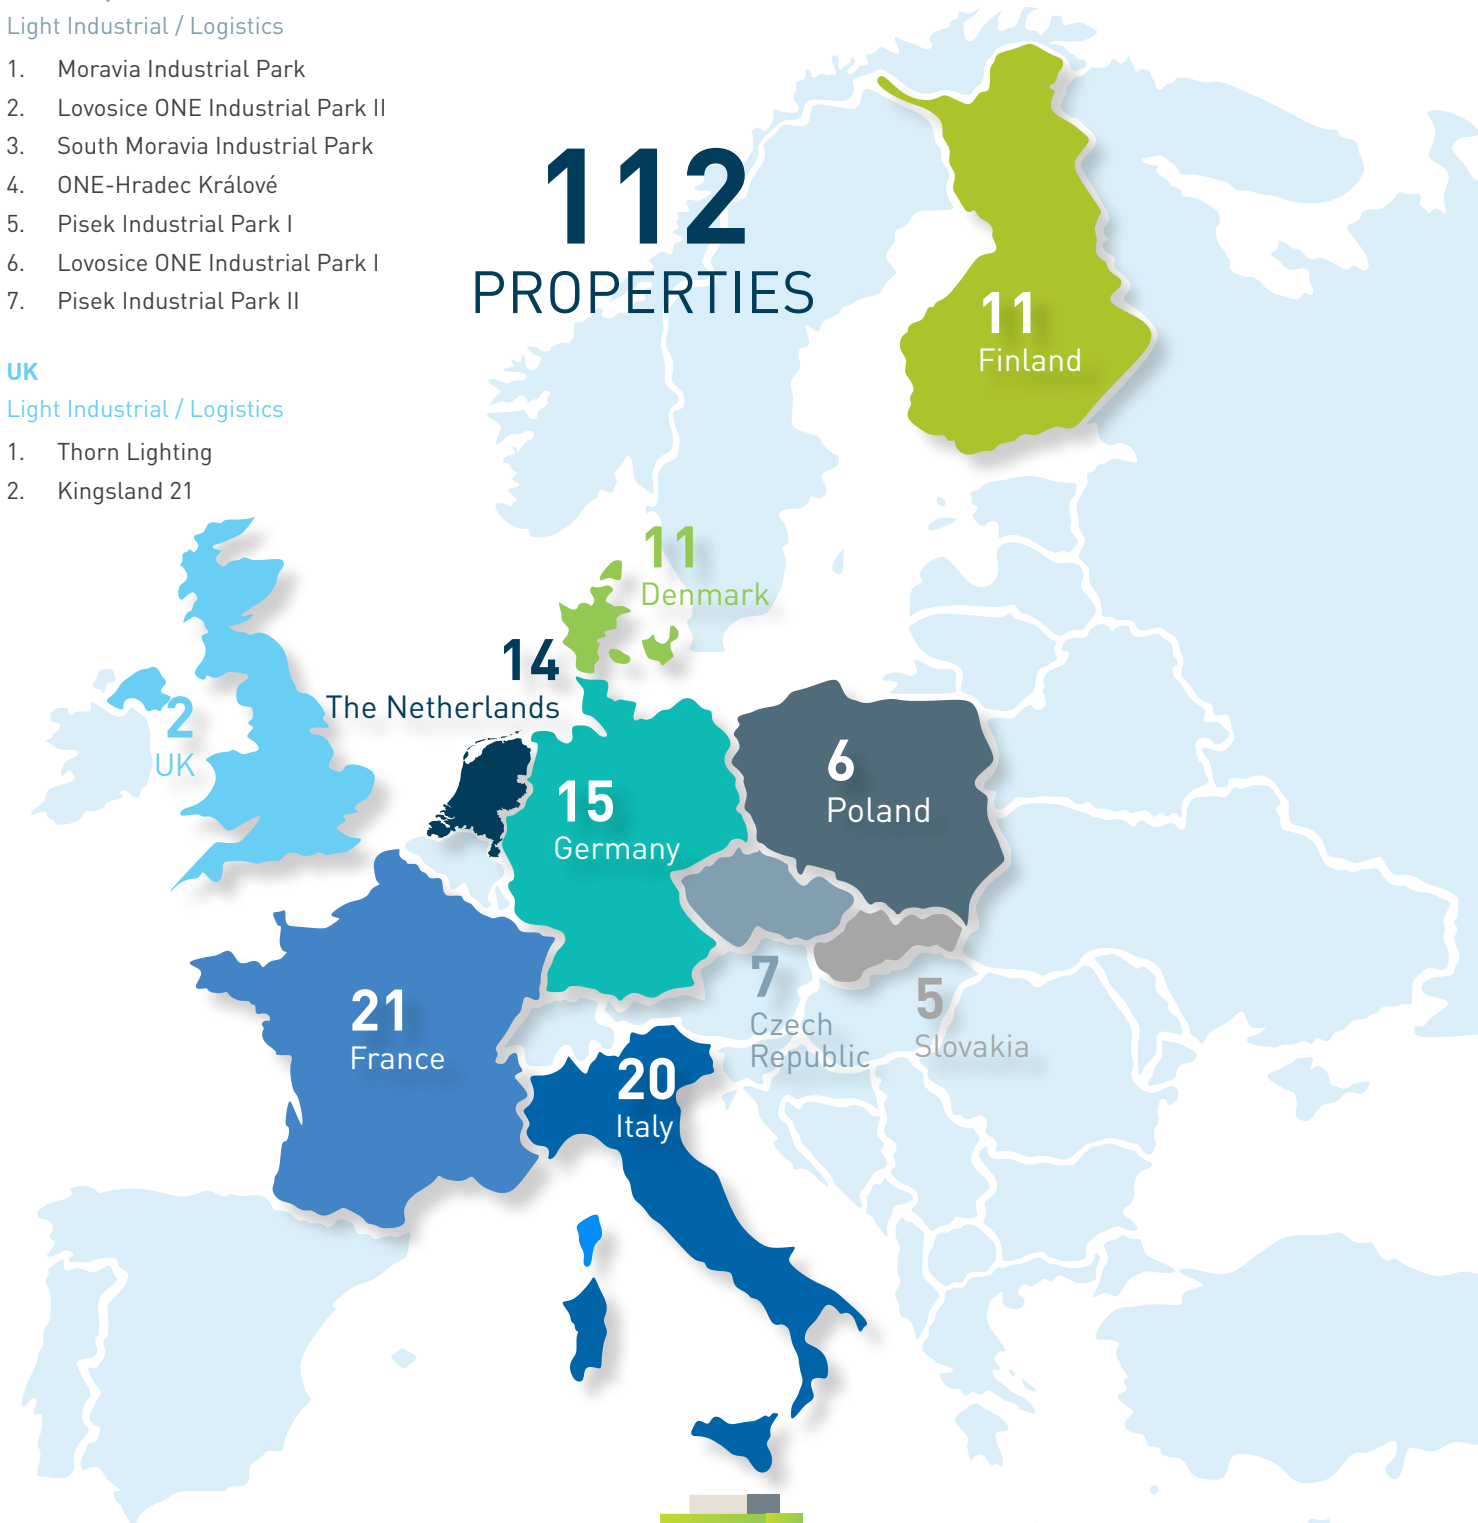 Light Industrial / Logistics
1. Moravia Industrial Park
2. Lovosice ONE Industrial Park II
3. South Moravia Industrial Park
4. ONE-Hradec Králové
5. Pisek Industrial Park I
6. Lovosice ONE Industrial Park I
7. Pisek Industrial Park II
UK
Light Industrial / Logistics
1. Thorn Lighting
2. Kingsland 21
112
PROPERTIES
11
Finland
11
Denmark
14
The Netherlands
2
UK
15
Germany
6
Poland
7
Czech
Republic
5
Slovakia
21
France
20
Italy